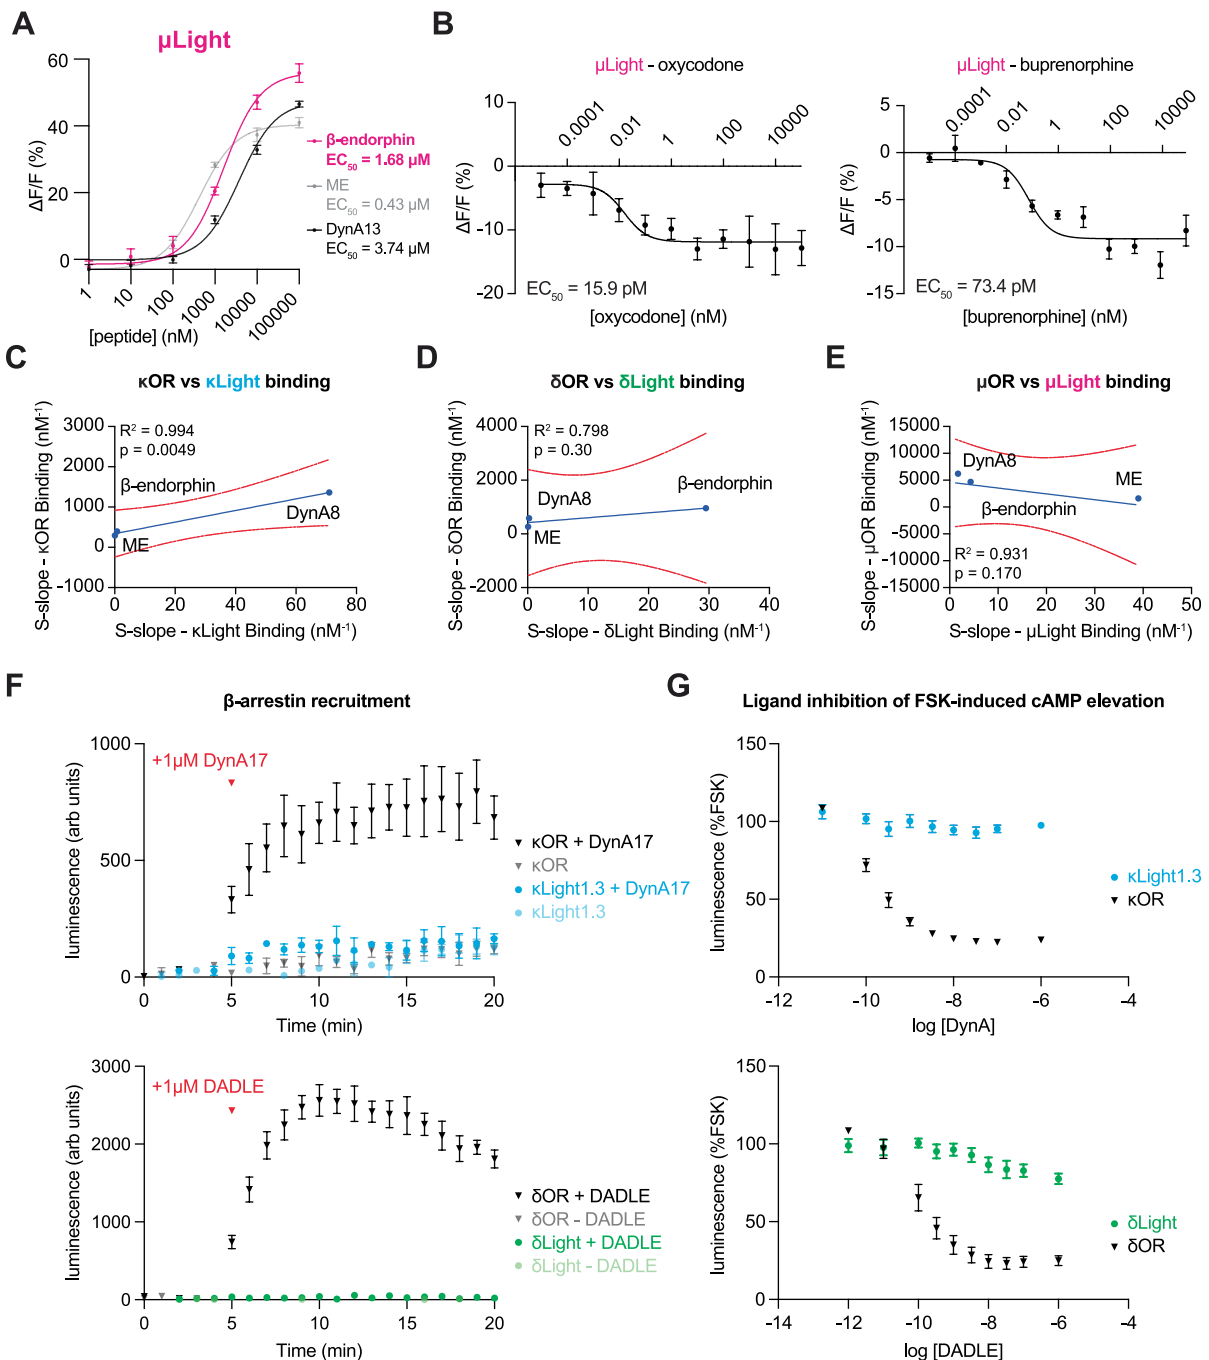 A
μLight
ΔF/F (%)
60
40
20
0
1
10
100
1000
10000
100000
[peptide] (nM)
β-endorphin
EC50 = 1.68 μM
ME
EC50 = 0.43 μM
DynA13
EC50 = 3.74 μM
B
μLight - oxycodone
ΔF/F (%)
10
0
-10
-20
0.0001
0.01
1
100
10000
EC50 = 15.9 pM
[oxycodone] (nM)
μLight - buprenorphine
ΔF/F (%)
5
0
-5
-10
-15
0.0001
0.01
1
100
10000
EC50 = 73.4 pM
[buprenorphine] (nM)
C
κOR vs κLight binding
S-slope - κOR Binding (nM-1)
3000
2000
1000
0
-1000
R2 = 0.994
p = 0.0049
β-endorphin
DynA8
ME
0 20 40 60 80
S-slope - κLight Binding (nM-1)
D
δOR vs δLight binding
S-slope - δOR Binding (nM-1)
4000
2000
0
-2000
R2 = 0.798
p = 0.30
β-endorphin
DynA8
ME
0 10 20 30 40
S-slope - δLight Binding (nM-1)
E
μOR vs μLight binding
S-slope - μOR Binding (nM-1)
15000
10000
5000
0
-5000
-10000
-15000
DynA8
ME
β-endorphin
R2 = 0.931
p = 0.170
0 10 20 30 40 50
S-slope - μLight Binding (nM-1)
F
β-arrestin recruitment
luminescence (arb units)
1000
500
0
+1μM DynA17
κOR + DynA17
κOR
κLight1.3 + DynA17
κLight1.3
0 5 10 15 20
Time (min)
luminescence (arb units)
3000
2000
1000
0
+1μM DADLE
δOR + DADLE
δOR - DADLE
δLight + DADLE
δLight - DADLE
0 5 10 15 20
Time (min)
G
Ligand inhibition of FSK-induced cAMP elevation
luminescence (%FSK)
150
100
50
0
κLight1.3
κOR
-12 -10 -8 -6 -4
log [DynA]
luminescence (%FSK)
150
100
50
0
δLight
δOR
-14 -12 -10 -8 -6 -4
log [DADLE]